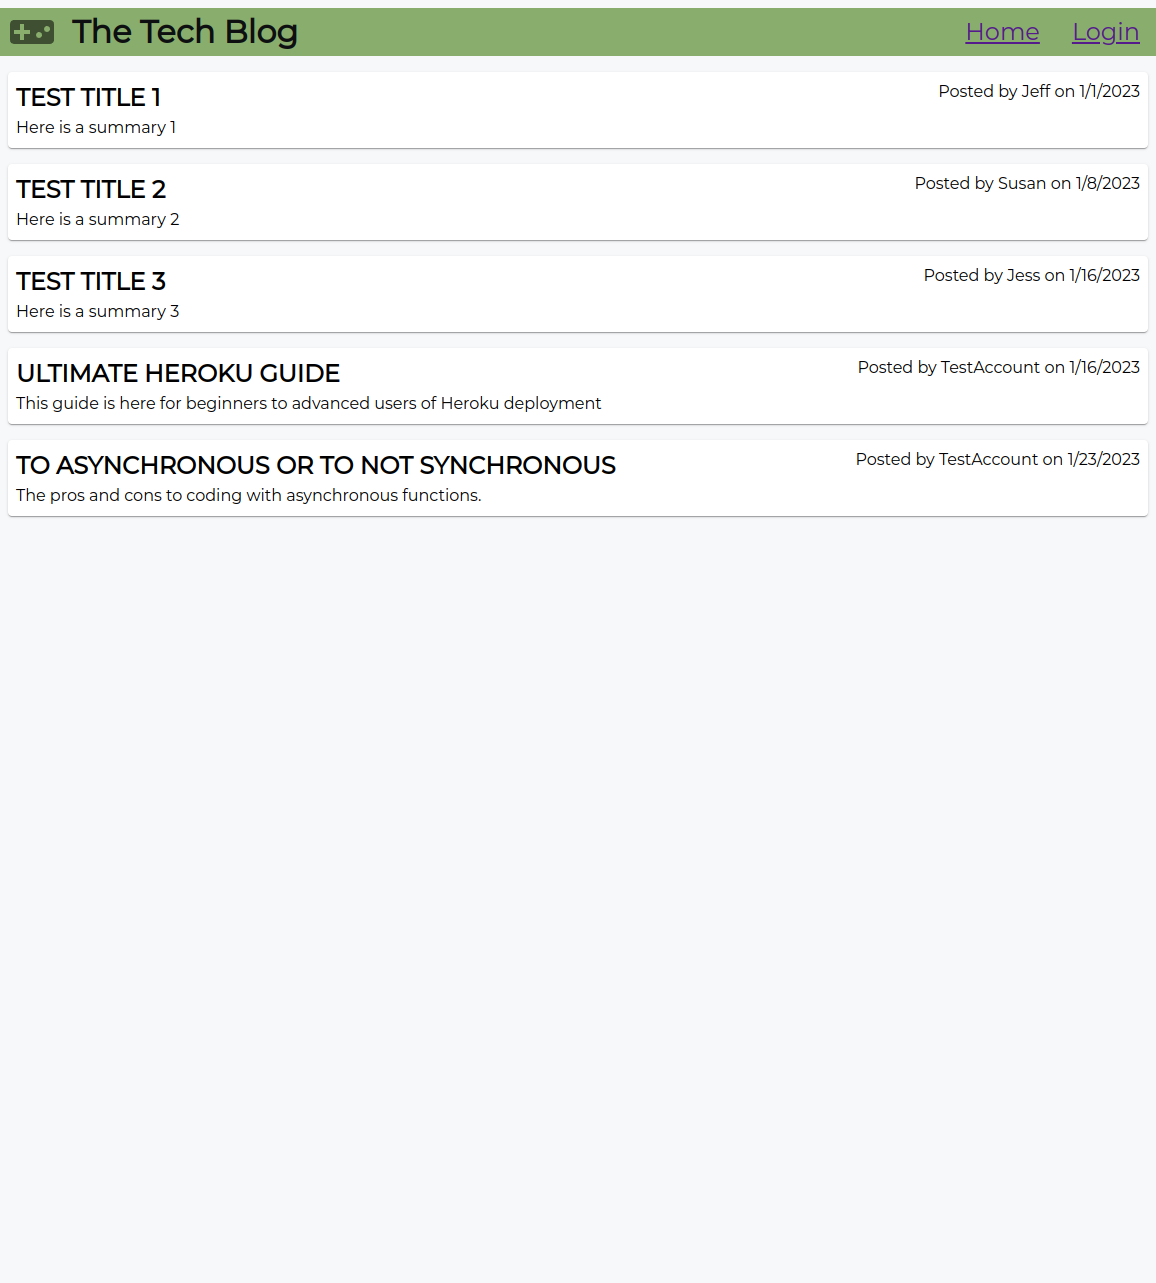 The Tech Blog
Home
Login
TEST TITLE 1
Posted by Jeff on 1/1/2023
Here is a summary 1
TEST TITLE 2
Posted by Susan on 1/8/2023
Here is a summary 2
TEST TITLE 3
Posted by Jess on 1/16/2023
Here is a summary 3
ULTIMATE HEROKU GUIDE
Posted by TestAccount on 1/16/2023
This guide is here for beginners to advanced users of Heroku deployment
TO ASYNCHRONOUS OR TO NOT SYNCHRONOUS
Posted by TestAccount on 1/23/2023
The pros and cons to coding with asynchronous functions.